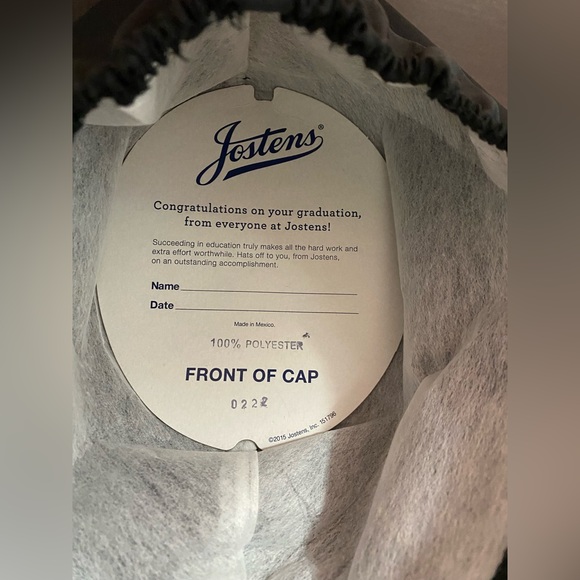 Jostens®
Congratulations on your graduation,
from everyone at Jostens!
Succeeding in education truly makes all the hard work and
extra effort worthwhile. Hats off to you, from Jostens,
on an outstanding accomplishment.
Name
Date
Made in Mexico.
100% POLYESTER
FRONT OF CAP
0222
©2015 Jostens, Inc. 151796